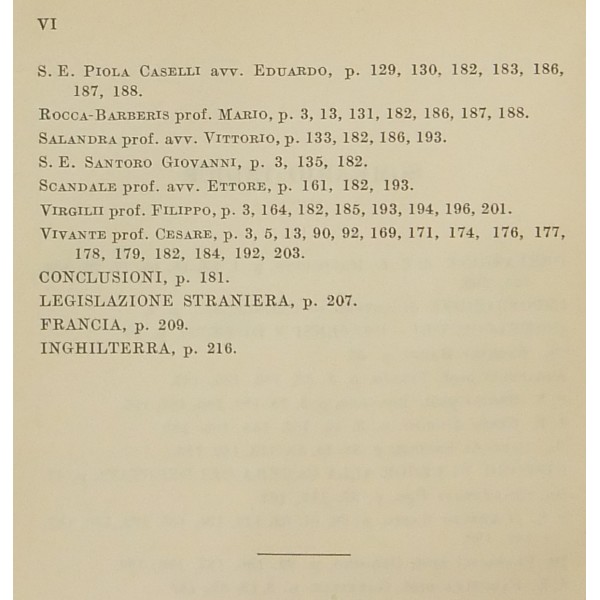 VI
S. E. PIOLA CASELLI avv. EDUARDO, p. 129, 130, 182, 183, 186,
187, 188.
ROCCA-BARBERIS prof. MARIO, p. 3, 13, 131, 182, 186, 187, 188.
SALANDRA prof. avv. VITTORIO, p. 133, 182, 186, 193.
S. E. SANTORO GIOVANNI, p. 3, 135, 182.
SCANDALE prof. avv. ETTORE, p. 161, 182, 193.
VIRGILII prof. FILIPPO, p. 3, 164, 182, 185, 193, 194, 196, 201.
VIVANTE prof. CESARE, p. 3, 5, 13, 90, 92, 169, 171, 174, 176, 177,
178, 179, 182, 184, 192, 203.
CONCLUSIONI, p. 181.
LEGISLAZIONE STRANIERA, p. 207.
FRANCIA, p. 209.
INGHILTERRA, p. 216.